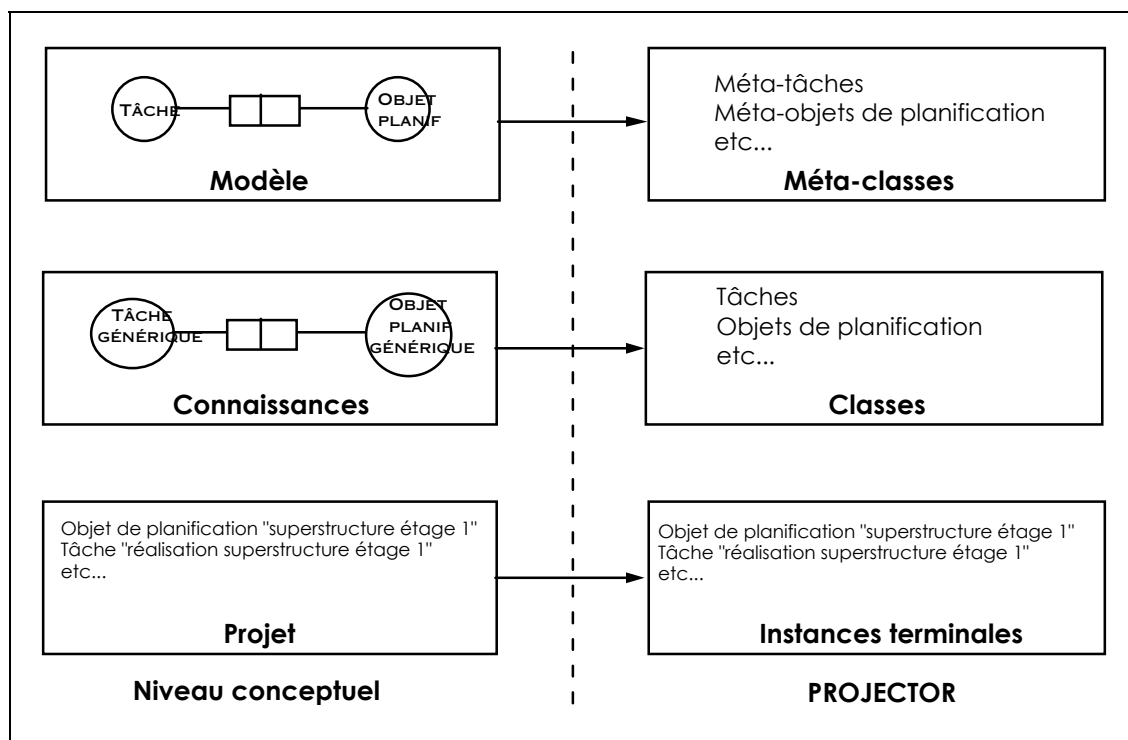 TÂCHE
OBJET
PLANIF
Modèle
Méta-tâches
Méta-objets de planification
etc...
Méta-classes
TÂCHE
GÉNÉRIQUE
OBJET
PLANIF
GÉNÉRIQUE
Connaissances
Tâches
Objets de planification
etc...
Classes
Objet de planification "superstructure étage 1"
Tâche "réalisation superstructure étage 1"
etc...
Projet
Objet de planification "superstructure étage 1"
Tâche "réalisation superstructure étage 1"
etc...
Instances terminales
Niveau conceptuel
PROJECTOR